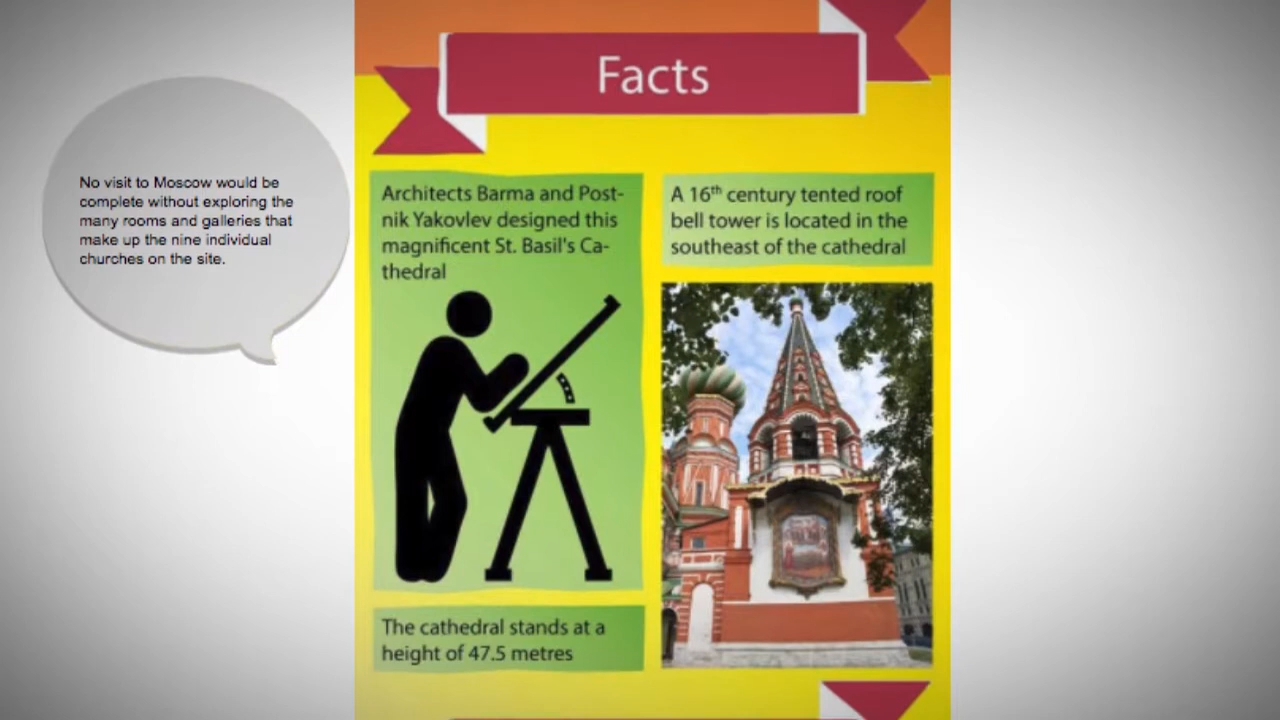 Facts
No visit to Moscow would be
complete without exploring the
many rooms and galleries that
make up the nine individual
churches on the site.
Architects Barma and Post-
nik Yakovlev designed this
magnificent St. Basil's Ca-
thedral
The cathedral stands at a
height of 47.5 metres
A 16th century tented roof
bell tower is located in the
southeast of the cathedral